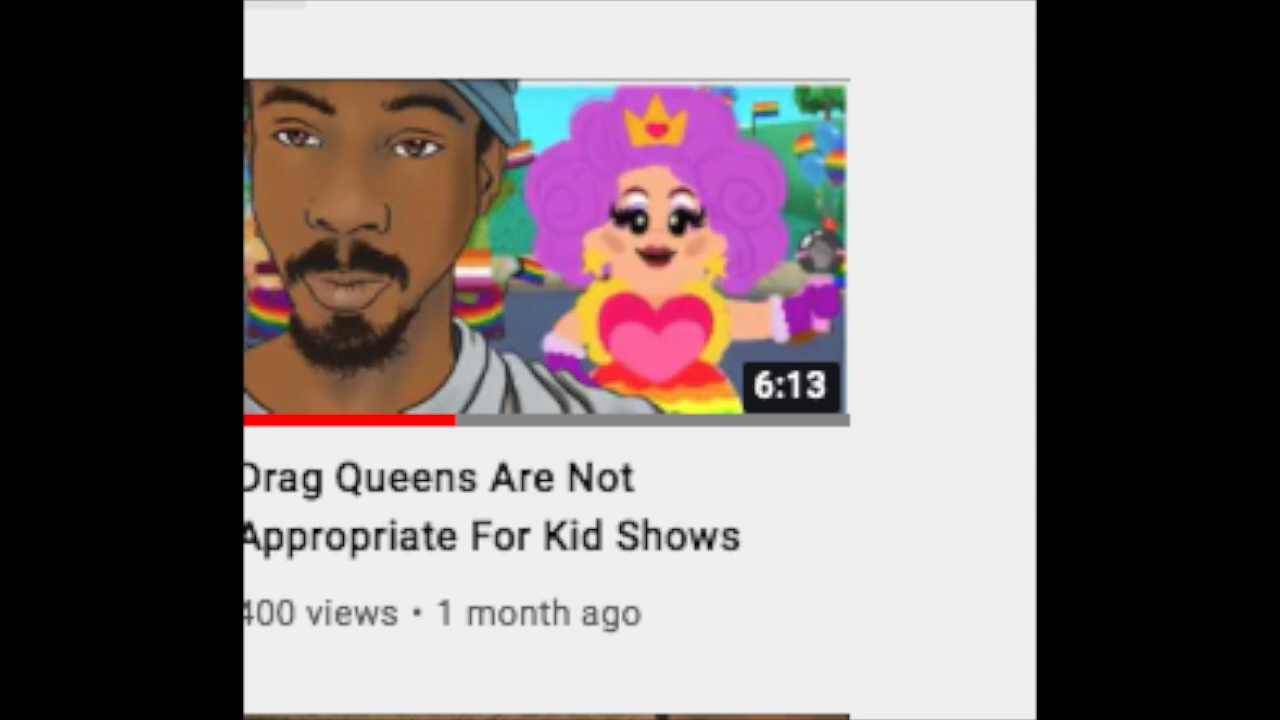 6:13
Drag Queens Are Not
Appropriate For Kid Shows
400 views • 1 month ago